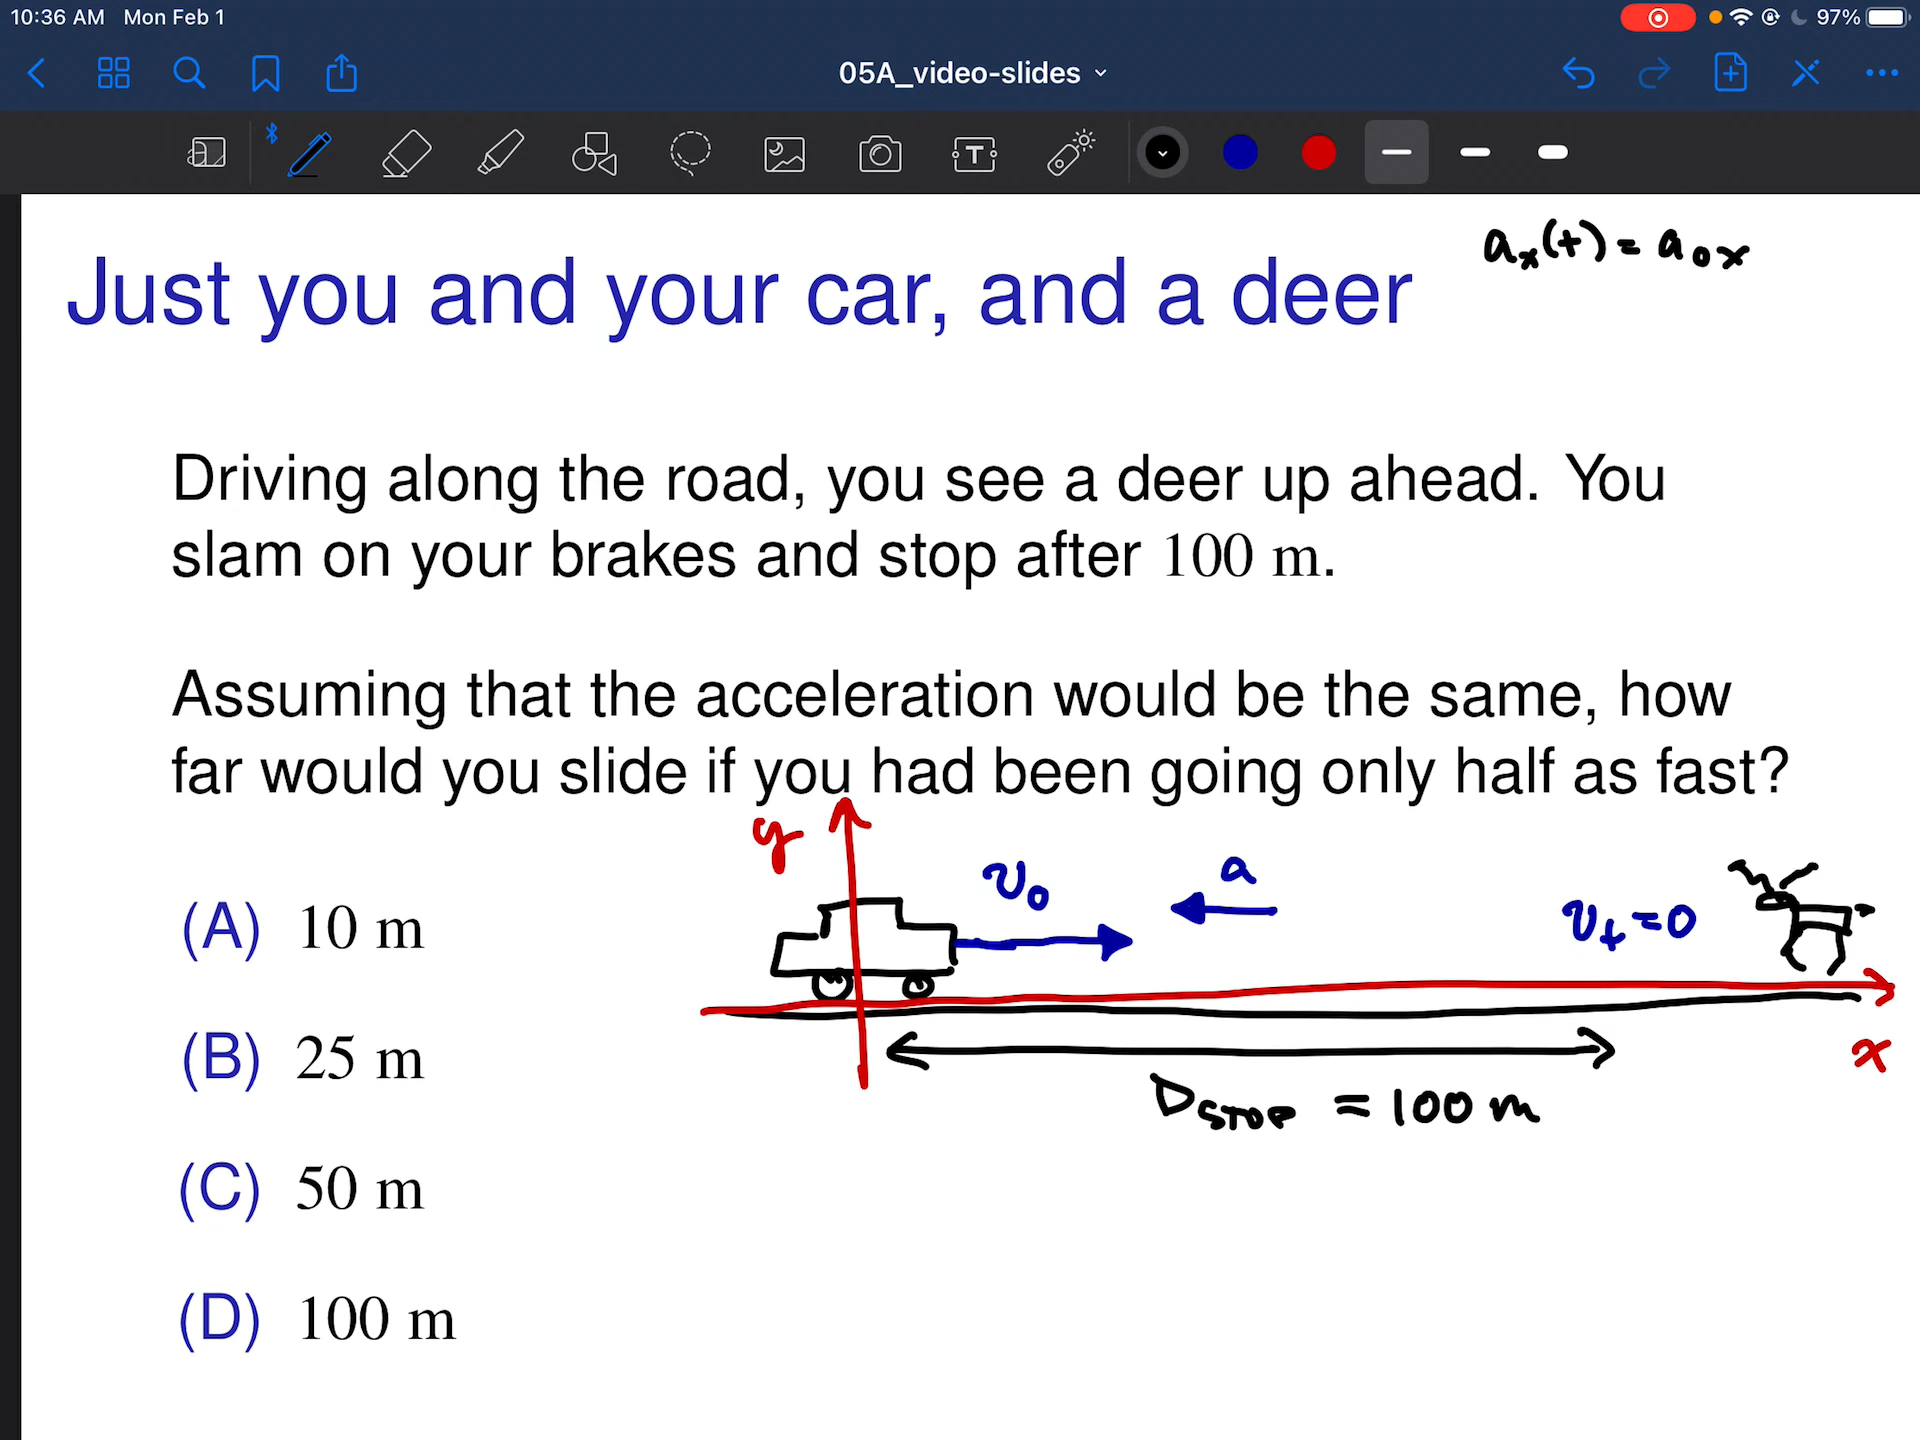 10:36 AM Mon Feb 1
97%
05A_video-slides
T
Just you and your car, and a deer
aₓ(t) = a₀ₓ
Driving along the road, you see a deer up ahead. You
slam on your brakes and stop after 100 m.
Assuming that the acceleration would be the same, how
far would you slide if you had been going only half as fast?
y
v₀
a
v_f = 0
x
D_STOP = 100 m
(A) 10 m
(B) 25 m
(C) 50 m
(D) 100 m